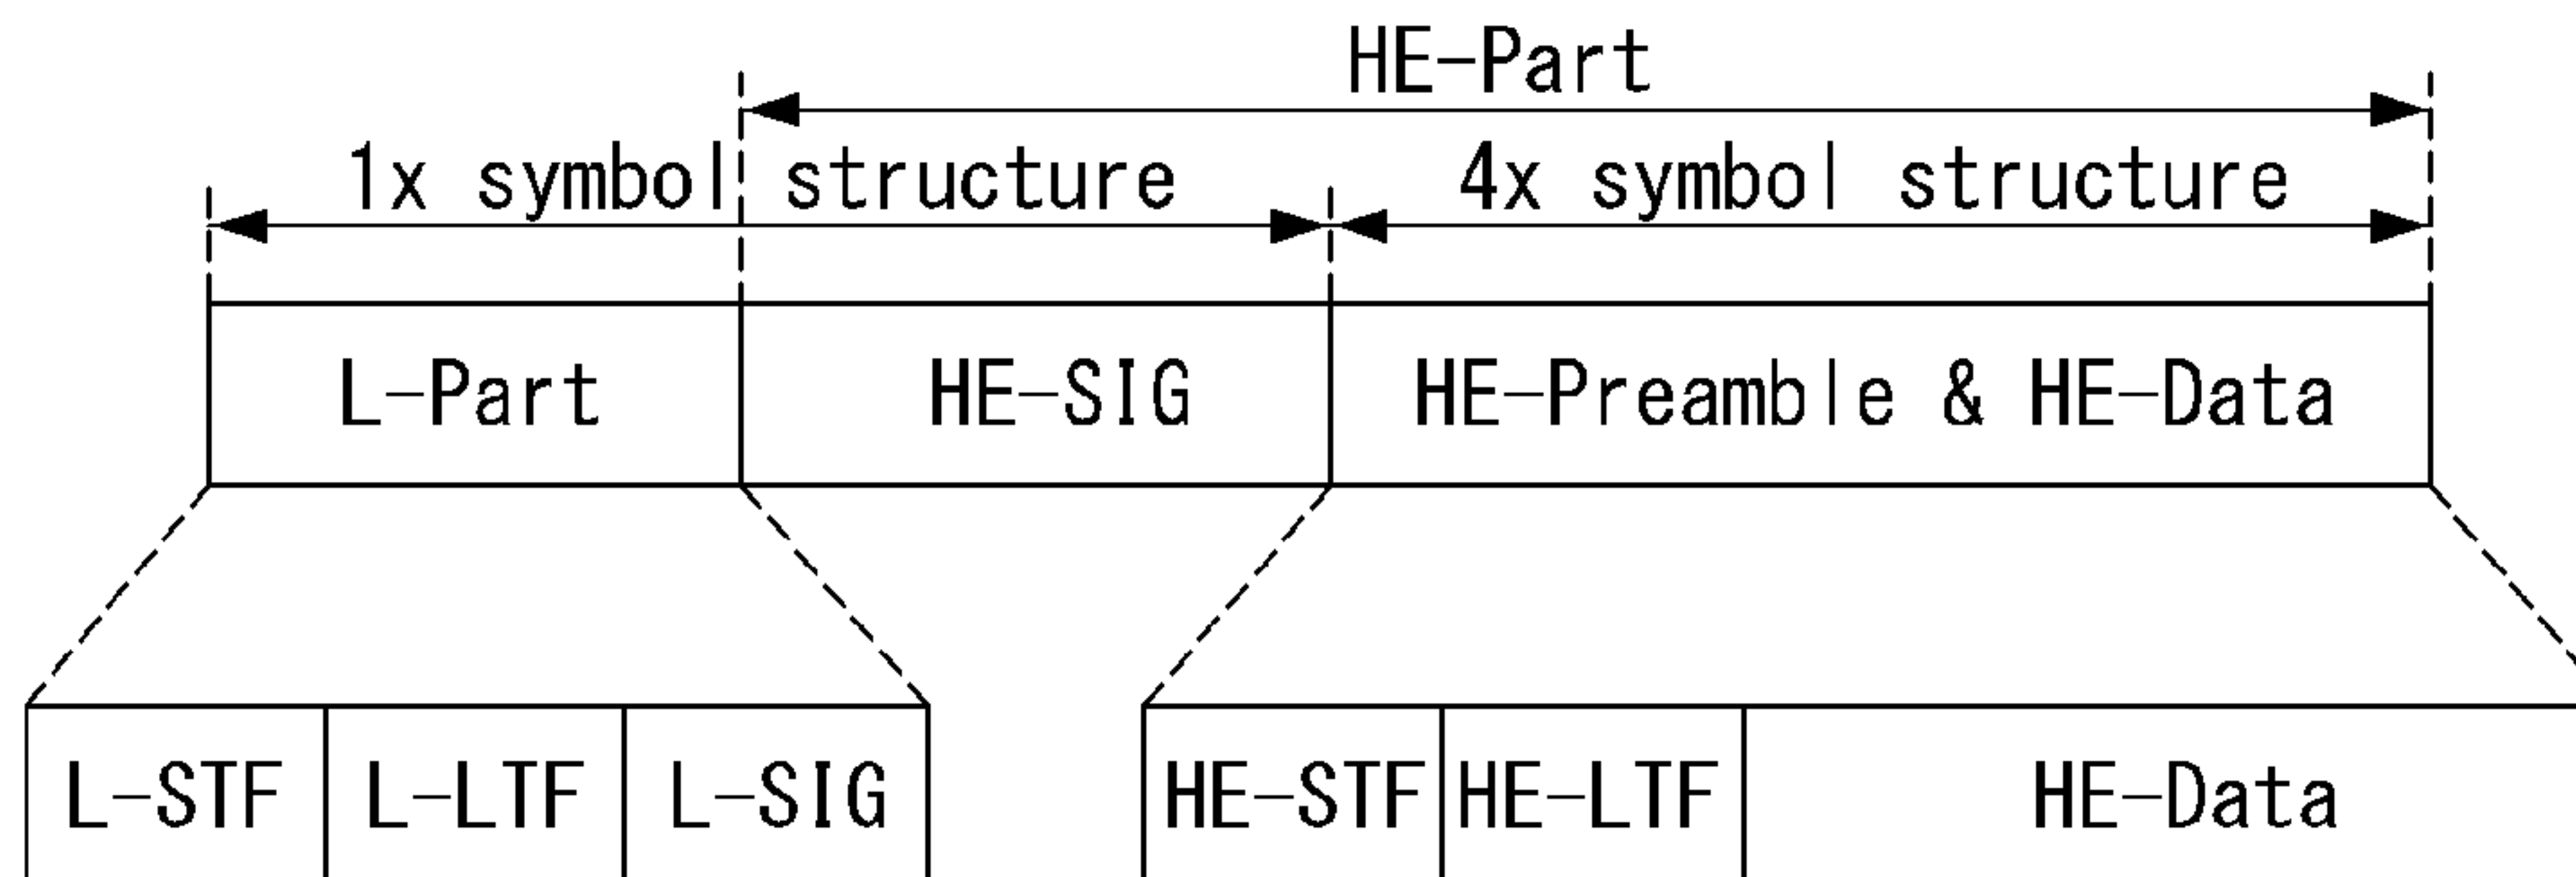 HE-Part
1x symbol structure 4x symbol structure
L-Part HE-SIG HE-Preamble & HE-Data
L-STF L-LTF L-SIG HE-STF HE-LTF HE-Data